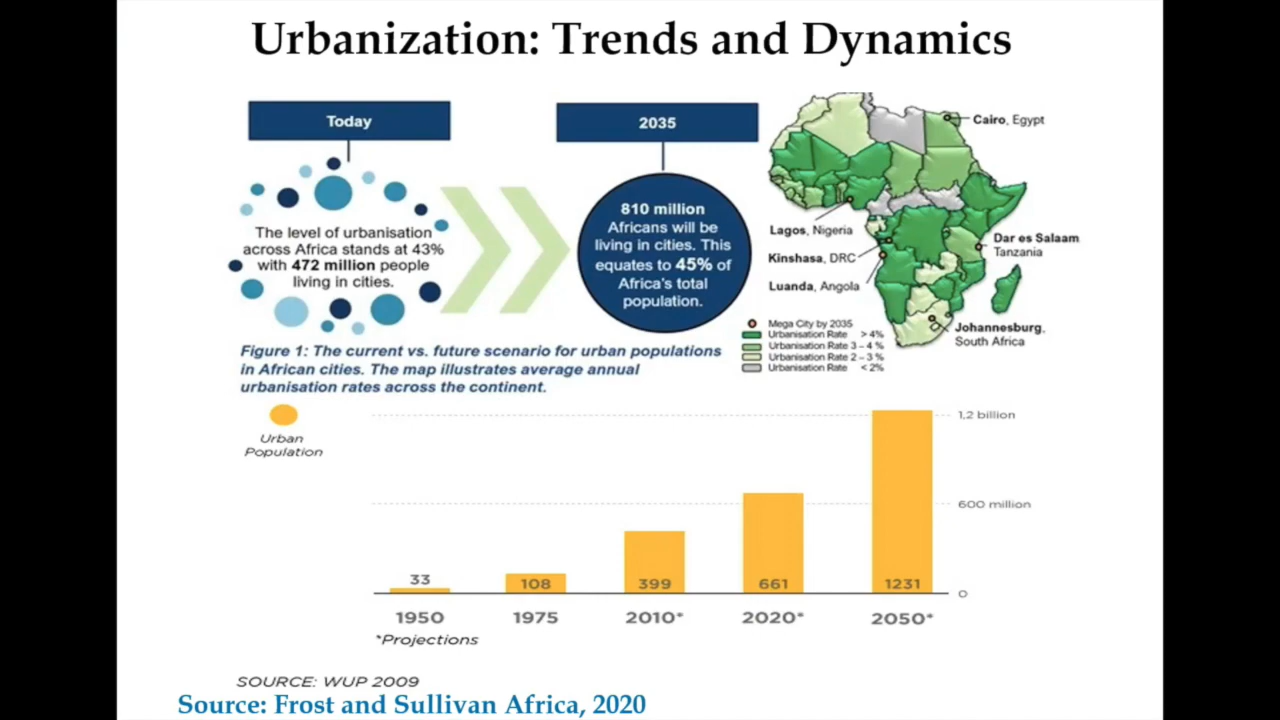 Urbanization: Trends and Dynamics
Today
2035
The level of urbanisation
across Africa stands at 43%
with 472 million people
living in cities.
810 million
Africans will be
living in cities. This
equates to 45% of
Africa's total
population.
Cairo, Egypt
Lagos, Nigeria
Kinshasa, DRC
Luanda, Angola
Dar es Salaam
Tanzania
Johannesburg,
South Africa
Mega City by 2035
Urbanisation Rate > 4%
Urbanisation Rate 3 – 4 %
Urbanisation Rate 2 – 3 %
Urbanisation Rate < 2%
Figure 1: The current vs. future scenario for urban populations
in African cities. The map illustrates average annual
urbanisation rates across the continent.
Urban
Population
1,2 billion
600 million
0
33
108
399
661
1231
1950
1975
2010*
2020*
2050*
*Projections
SOURCE: WUP 2009
Source: Frost and Sullivan Africa, 2020